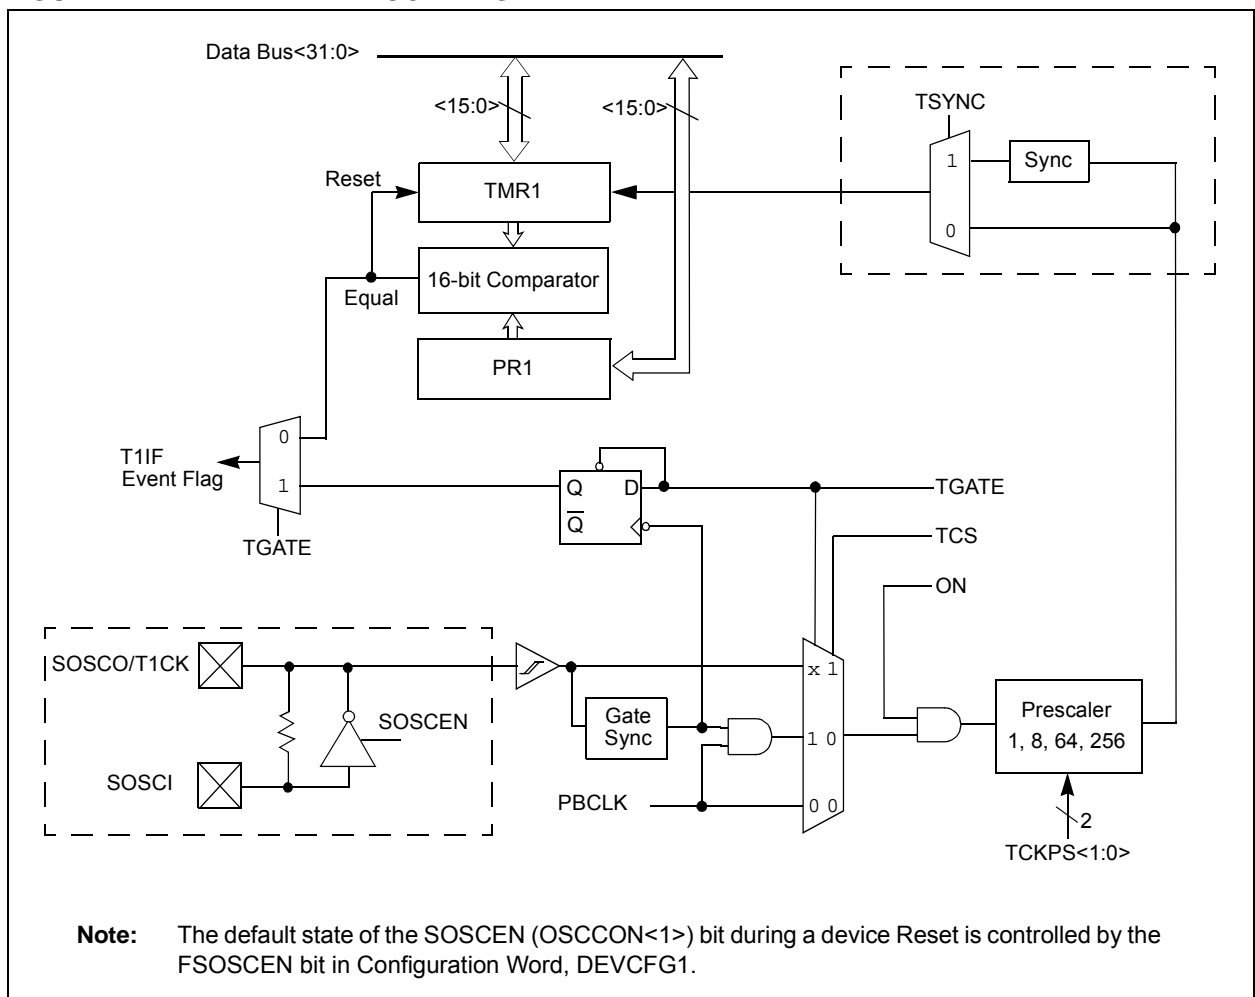 Data Bus<31:0>
<15:0>
<15:0>
TSYNC
1
Sync
0
Reset
TMR1
16-bit Comparator
Equal
PR1
0
1
T1IF
Event Flag
TGATE
Q
D
Q
TGATE
TCS
ON
SOSCO/T1CK
SOSCEN
SOSCI
Gate
Sync
x 1
1 0
0 0
PBCLK
Prescaler
1, 8, 64, 256
2
TCKPS<1:0>
Note: The default state of the SOSCEN (OSCCON<1>) bit during a device Reset is controlled by the
FSOSCEN bit in Configuration Word, DEVCFG1.